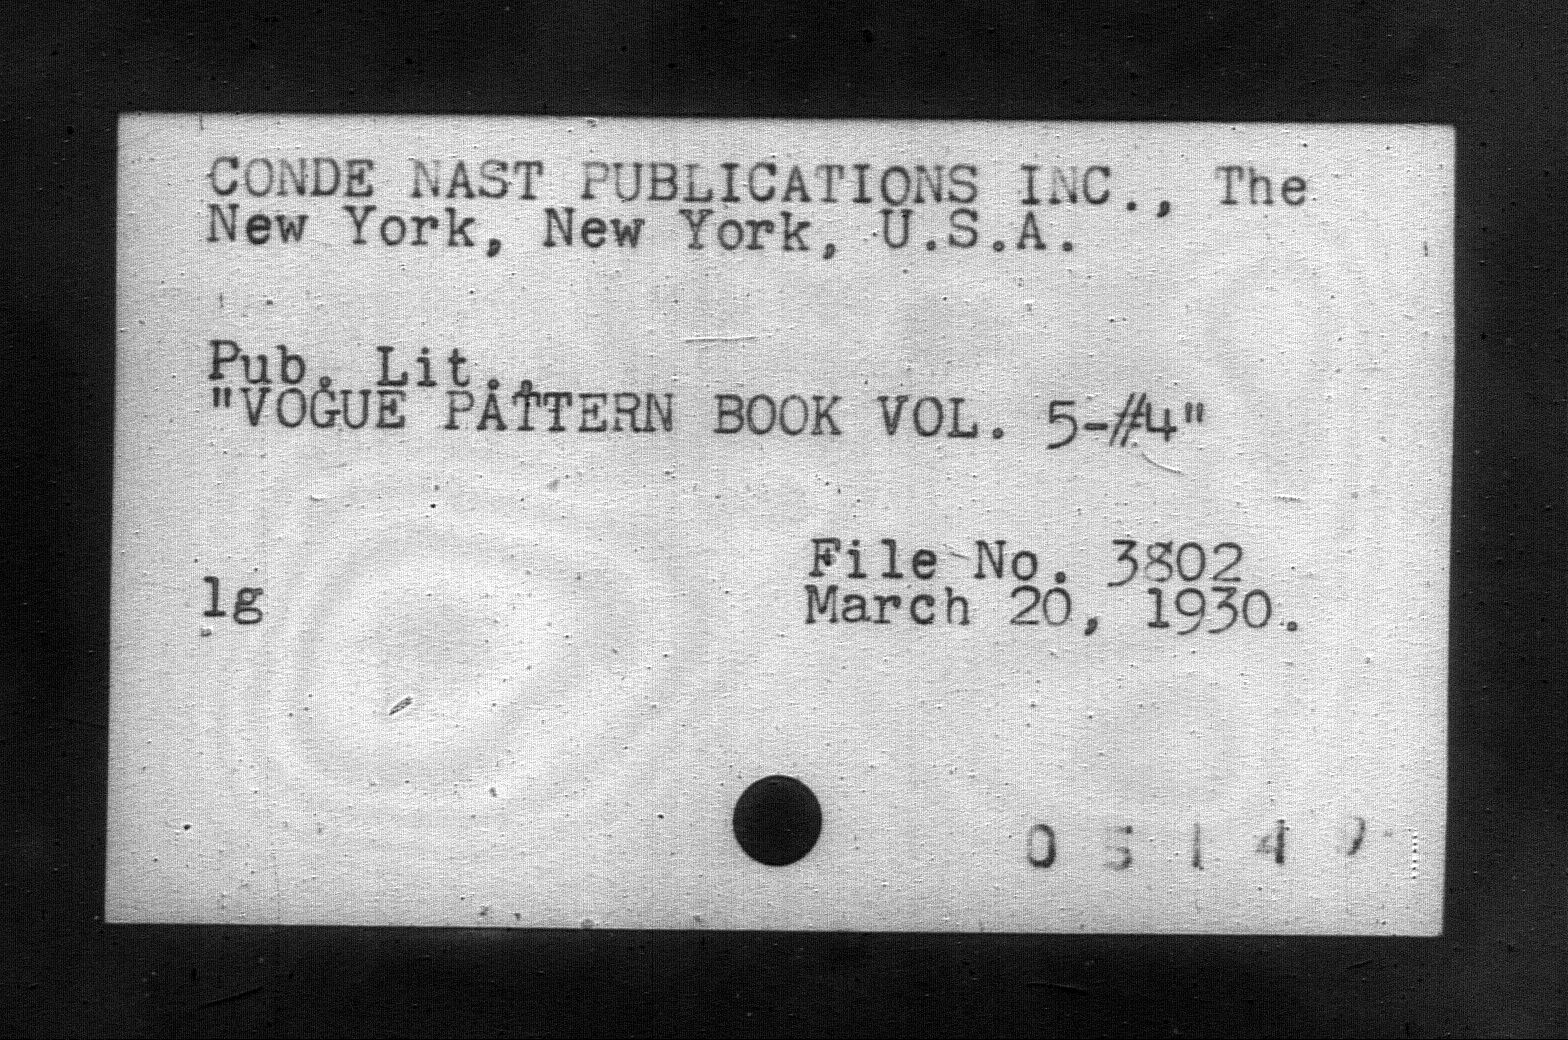 CONDE NAST PUBLICATIONS INC., The
New York, New York, U.S.A.
Pub. Lit.,
"VOGUE PATTERN BOOK VOL. 5-#4"
File No. 3802
lg
March 20, 1930.